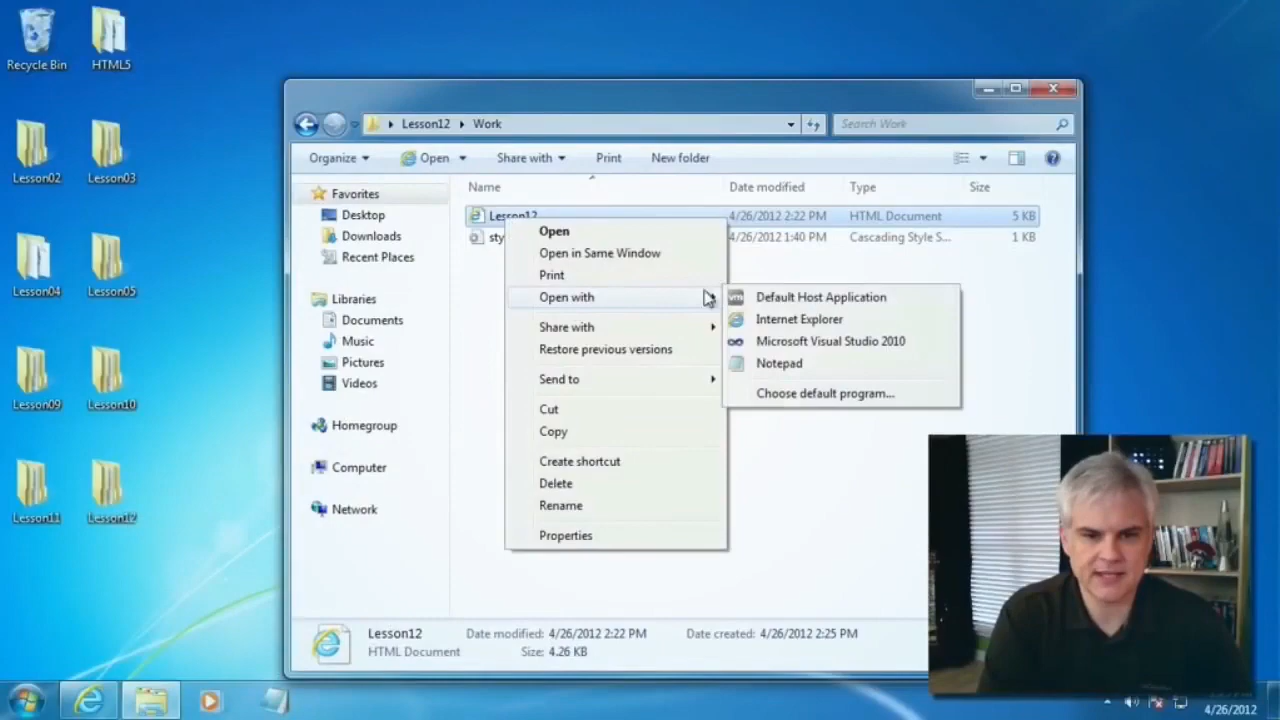 Recycle Bin
HTML5
Lesson02
Lesson03
Lesson04
Lesson05
Lesson09
Lesson10
Lesson11
Lesson12
Lesson12 Work
Search Work
Organize Open Share with Print New folder
Favorites
Desktop
Downloads
Recent Places
Libraries
Documents
Music
Pictures
Videos
Homegroup
Computer
Network
Name Date modified Type Size
Lesson12 4/26/2012 2:22 PM HTML Document 5 KB
sty 4/26/2012 1:40 PM Cascading Style S... 1 KB
Open
Open in Same Window
Print
Open with
Share with
Restore previous versions
Send to
Cut
Copy
Create shortcut
Delete
Rename
Properties
Default Host Application
Internet Explorer
Microsoft Visual Studio 2010
Notepad
Choose default program...
Lesson12 Date modified: 4/26/2012 2:22 PM Date created: 4/26/2012 2:25 PM
HTML Document Size: 4.26 KB
4/26/2012